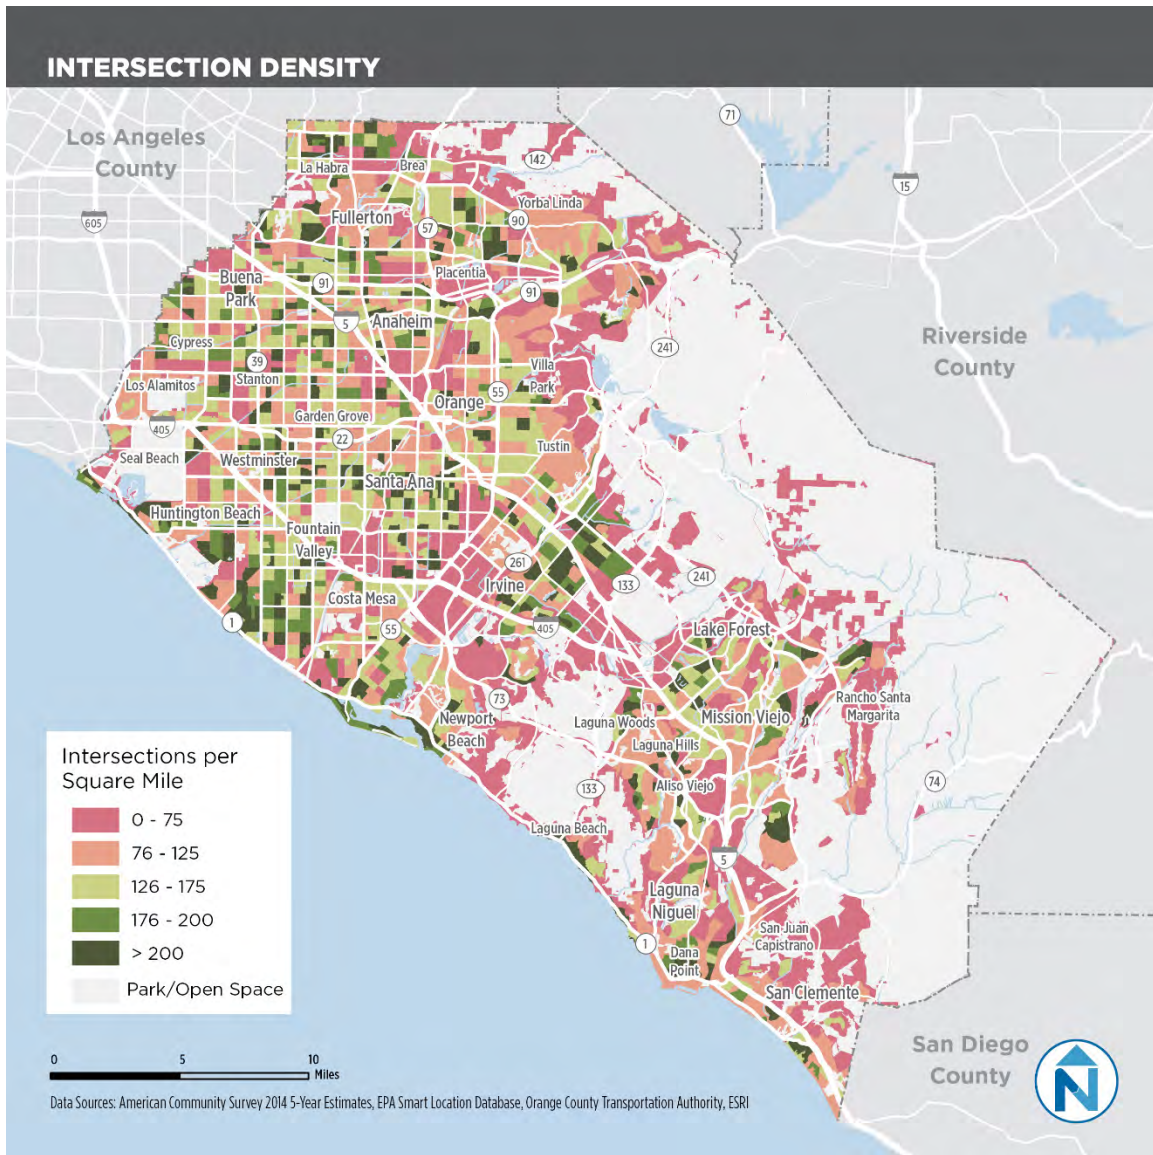 INTERSECTION DENSITY
Los Angeles
County
71
142
15
605
La Habra
Brea
Yorba Linda
Fullerton
90
57
Placentia
Buena
Park
91
91
5
Anaheim
241
Riverside
County
Cypress
39
Stanton
Villa
Park
Los Alamitos
55
Orange
Garden Grove
405
22
Tustin
Seal Beach
Westminster
Santa Ana
Huntington Beach
Fountain
Valley
261
Irvine
133
241
Costa Mesa
1
55
405
Lake Forest
73
Rancho Santa
Margarita
Newport
Beach
Laguna Woods
Mission Viejo
Laguna Hills
133
Aliso Viejo
74
Laguna Beach
5
Laguna
Niguel
San Juan
Capistrano
1
Dana
Point
San Clemente
San Diego
County
Intersections per
Square Mile
0 - 75
76 - 125
126 - 175
176 - 200
> 200
Park/Open Space
0 5 10
Miles
N
Data Sources: American Community Survey 2014 5-Year Estimates, EPA Smart Location Database, Orange County Transportation Authority, ESRI